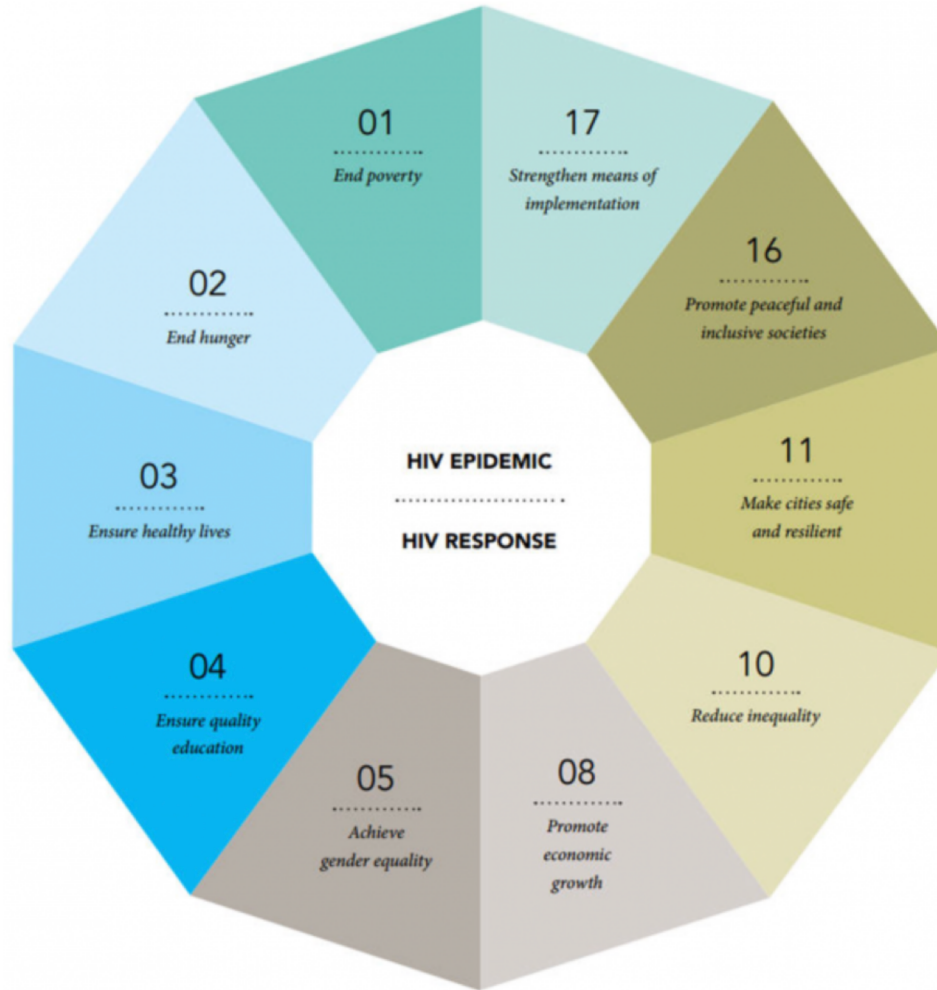 01
End poverty
17
Strengthen means of
implementation
02
End hunger
16
Promote peaceful and
inclusive societies
03
Ensure healthy lives
HIV EPIDEMIC
HIV RESPONSE
11
Make cities safe
and resilient
04
Ensure quality
education
10
Reduce inequality
05
Achieve
gender equality
08
Promote
economic
growth